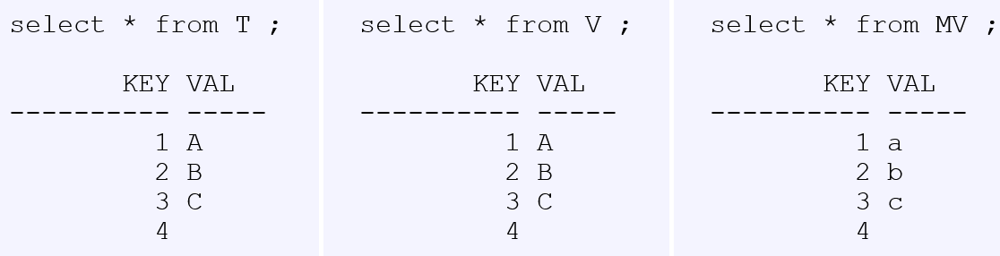 select * from T ;
KEY VAL
---------- -----
1 A
2 B
3 C
4
select * from V ;
KEY VAL
---------- -----
1 A
2 B
3 C
4
select * from MV ;
KEY VAL
---------- -----
1 a
2 b
3 c
4